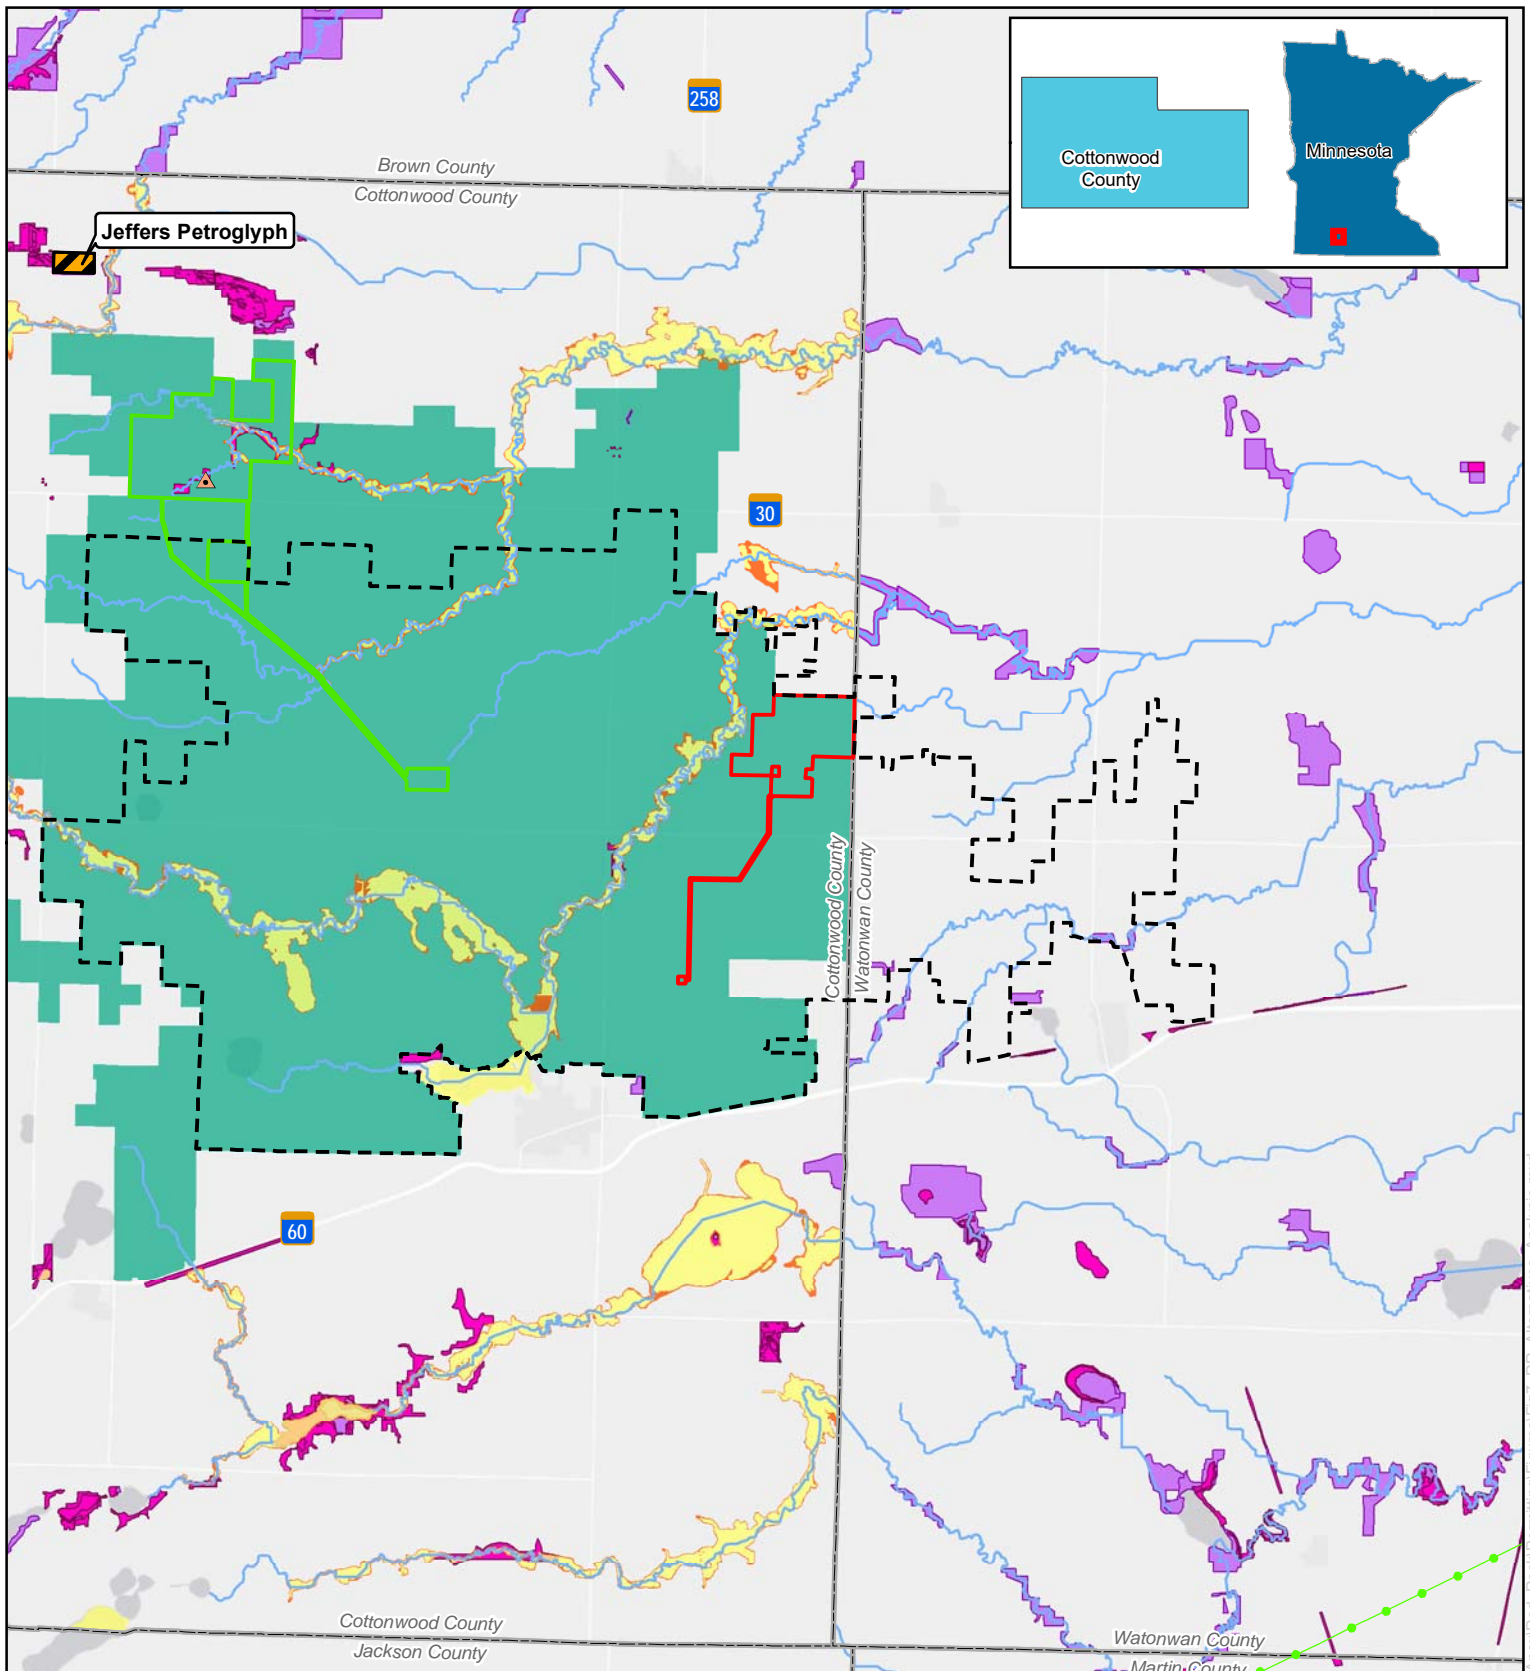 258
Cottonwood
County
Minnesota
Brown County
Cottonwood County
Jeffers Petroglyph
30
Cottonwood County
Watonwan County
60
Cottonwood County
Jackson County
Watonwan County
Martin County